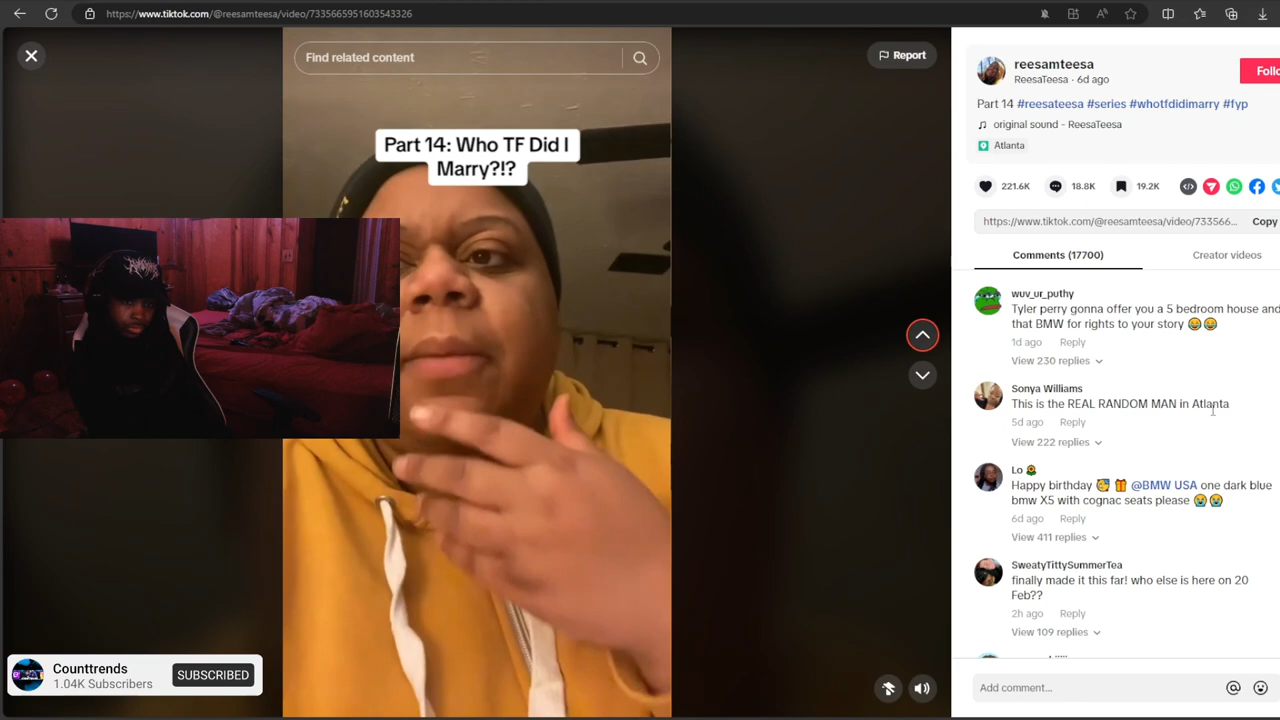 https://www.tiktok.com/@reesamteesa/video/7335665951603543326
Find related content
Report
Part 14: Who TF Did I
Marry?!?
Counttrends
1.04K Subscribers
SUBSCRIBED
reesamteesa
ReesaTeesa · 6d ago
Follo
Part 14 #reesateesa #series #whotfdidimarry #fyp
original sound - ReesaTeesa
Atlanta
221.6K
18.8K
19.2K
https://www.tiktok.com/@reesamteesa/video/733566...
Copy
Comments (17700)
Creator videos
wuv_ur_puthy
Tyler perry gonna offer you a 5 bedroom house and
that BMW for rights to your story 😂😂
1d ago Reply
View 230 replies
Sonya Williams
This is the REAL RANDOM MAN in Atlanta
5d ago Reply
View 222 replies
Lo 🌻
Happy birthday 🥳 🎁 @BMW USA one dark blue
bmw X5 with cognac seats please 😭😭
6d ago Reply
View 411 replies
SweatyTittySummerTea
finally made it this far! who else is here on 20
Feb??
2h ago Reply
View 109 replies
Add comment...